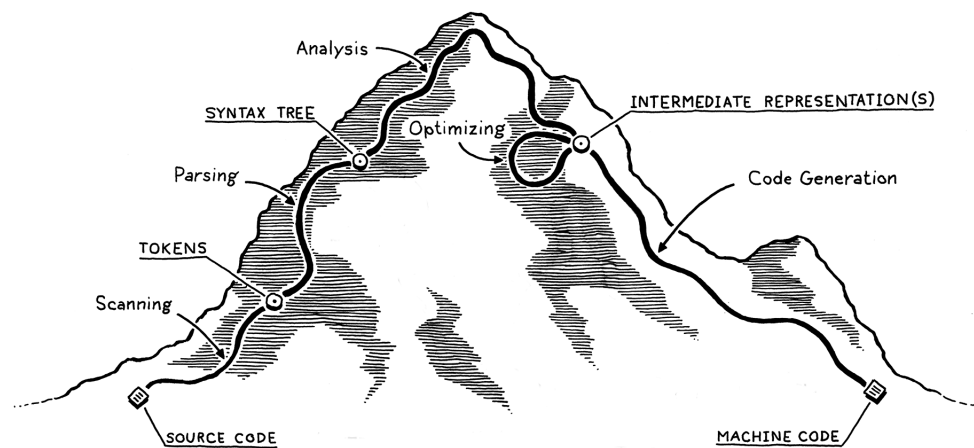 Analysis
SYNTAX TREE
INTERMEDIATE REPRESENTATION(S)
Optimizing
Parsing
Code Generation
TOKENS
Scanning
SOURCE CODE
MACHINE CODE